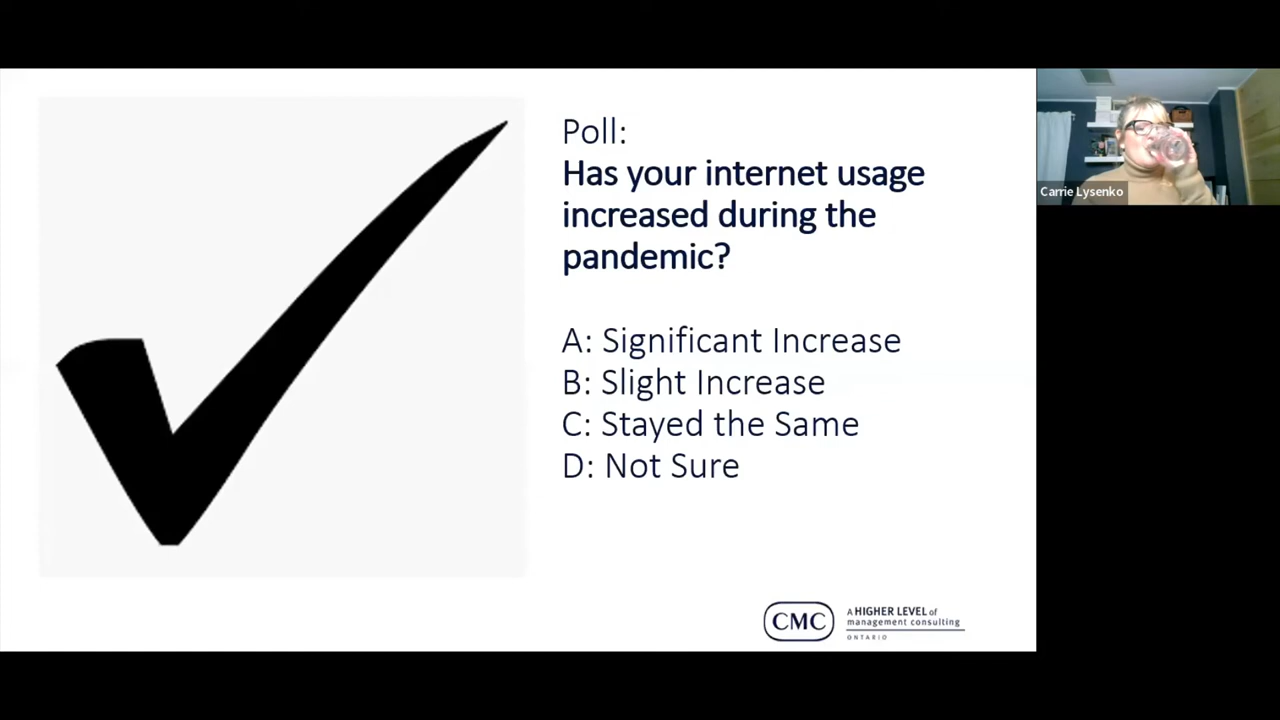 Poll:
Has your internet usage
increased during the
pandemic?
A: Significant Increase
B: Slight Increase
C: Stayed the Same
D: Not Sure
Carrie Lysenko
CMC
A HIGHER LEVEL of
management consulting
ONTARIO